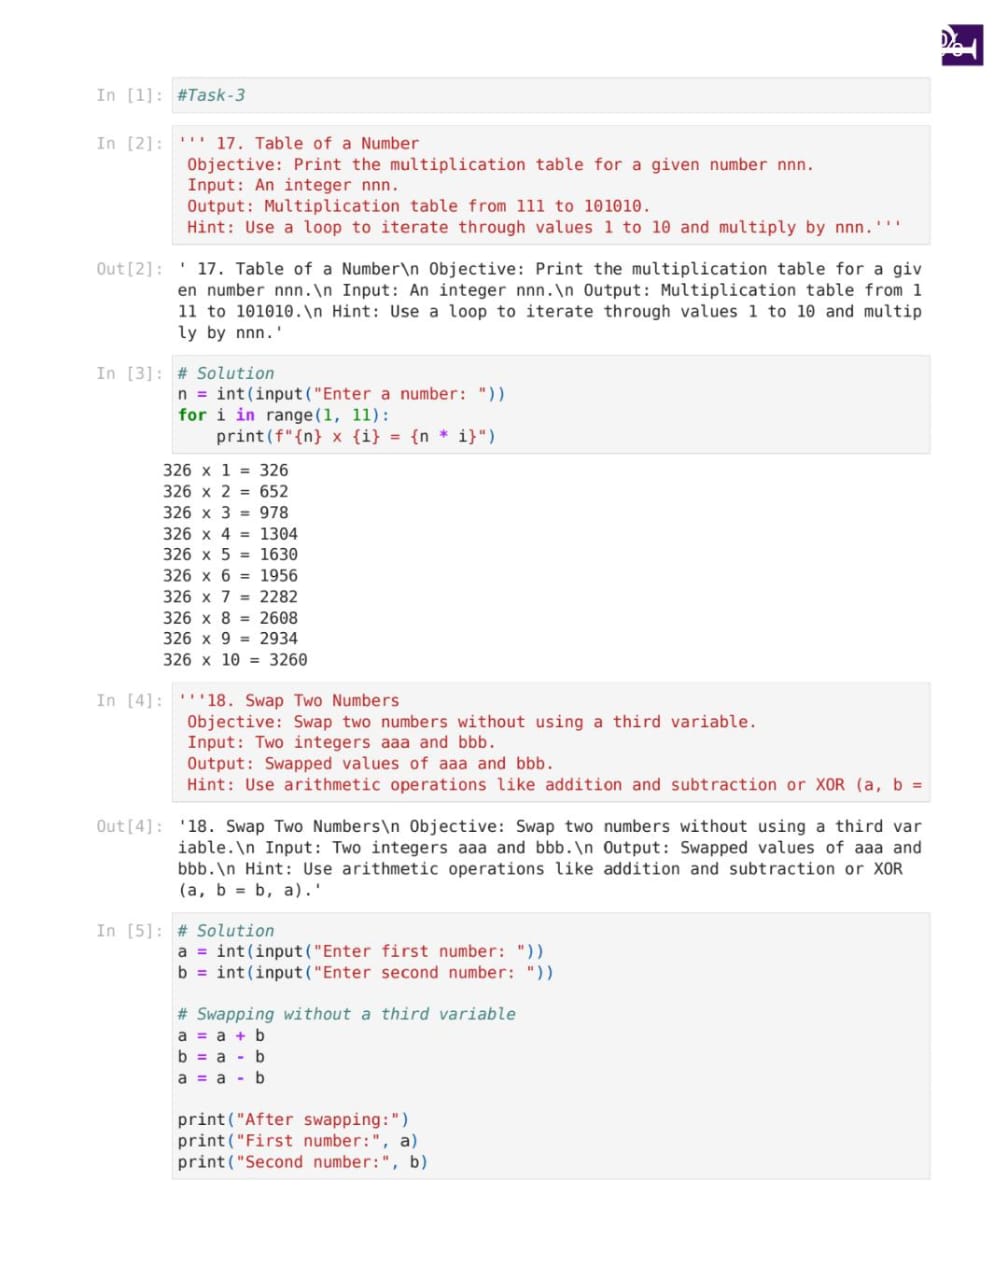 In [1]: #Task-3
In [2]: ''' 17. Table of a Number
Objective: Print the multiplication table for a given number nnn.
Input: An integer nnn.
Output: Multiplication table from 111 to 101010.
Hint: Use a loop to iterate through values 1 to 10 and multiply by nnn.'''
Out[2]: ' 17. Table of a Number\n Objective: Print the multiplication table for a giv
en number nnn.\n Input: An integer nnn.\n Output: Multiplication table from 1
11 to 101010.\n Hint: Use a loop to iterate through values 1 to 10 and multip
ly by nnn.'
In [3]: # Solution
n = int(input("Enter a number: "))
for i in range(1, 11):
    print(f"{n} x {i} = {n * i}")
326 x 1 = 326
326 x 2 = 652
326 x 3 = 978
326 x 4 = 1304
326 x 5 = 1630
326 x 6 = 1956
326 x 7 = 2282
326 x 8 = 2608
326 x 9 = 2934
326 x 10 = 3260
In [4]: '''18. Swap Two Numbers
Objective: Swap two numbers without using a third variable.
Input: Two integers aaa and bbb.
Output: Swapped values of aaa and bbb.
Hint: Use arithmetic operations like addition and subtraction or XOR (a, b =
Out[4]: '18. Swap Two Numbers\n Objective: Swap two numbers without using a third var
iable.\n Input: Two integers aaa and bbb.\n Output: Swapped values of aaa and
bbb.\n Hint: Use arithmetic operations like addition and subtraction or XOR
(a, b = b, a).'
In [5]: # Solution
a = int(input("Enter first number: "))
b = int(input("Enter second number: "))
# Swapping without a third variable
a = a + b
b = a - b
a = a - b
print("After swapping:")
print("First number:", a)
print("Second number:", b)